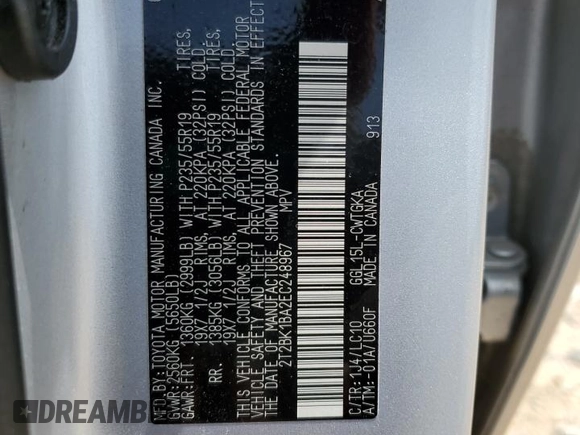 MFD.BY:TOYOTA MOTOR MANUFACTURING CANADA INC.
GVWR:2560KG (5650LB)
GAWR:FRT. 1360KG (2999LB) WITH P235/55R19 TIRES,
19X7 1/2J RIMS, AT 220KPA (32PSI) COLD.
RR. 1385KG (3056LB) WITH P235/55R19 TIRES,
19X7 1/2J RIMS, AT 220KPA (32PSI) COLD.
THIS VEHICLE CONFORMS TO ALL APPLICABLE FEDERAL MOTOR
VEHICLE SAFETY AND THEFT PREVENTION STANDARDS IN EFFECT ON
THE DATE OF MANUFACTURE SHOWN ABOVE.
2T2BK1BA2EC248967 MPV
C/TR:1J4/LC10 GGL15L-CWTGKA
A/TM:-01A/U660F MADE IN CANADA 913
DREAMB